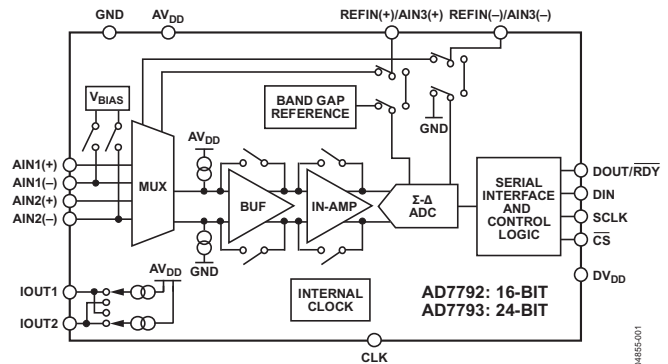 GND
AVDD
REFIN(+)/AIN3(+)
REFIN(–)/AIN3(–)
VBIAS
BAND GAP
REFERENCE
GND
AVDD
AIN1(+)
AIN1(–)
AIN2(+)
AIN2(–)
MUX
BUF
IN-AMP
Σ-Δ
ADC
SERIAL
INTERFACE
AND
CONTROL
LOGIC
DOUT/RDY
DIN
SCLK
CS
GND
AVDD
IOUT1
IOUT2
INTERNAL
CLOCK
AD7792: 16-BIT
AD7793: 24-BIT
DVDD
CLK
04855-001